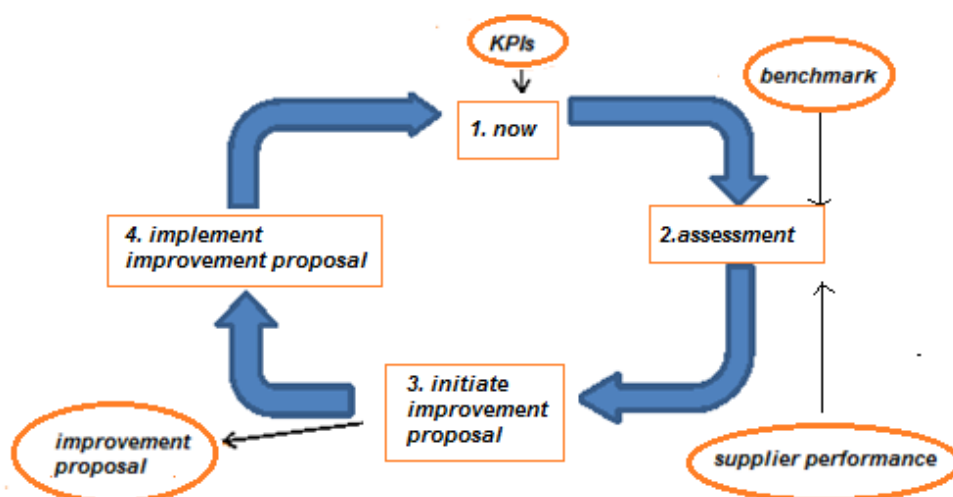 KPIs
benchmark
1. now
2.assessment
4. implement
improvement proposal
3. initiate
improvement
proposal
improvement
proposal
supplier performance